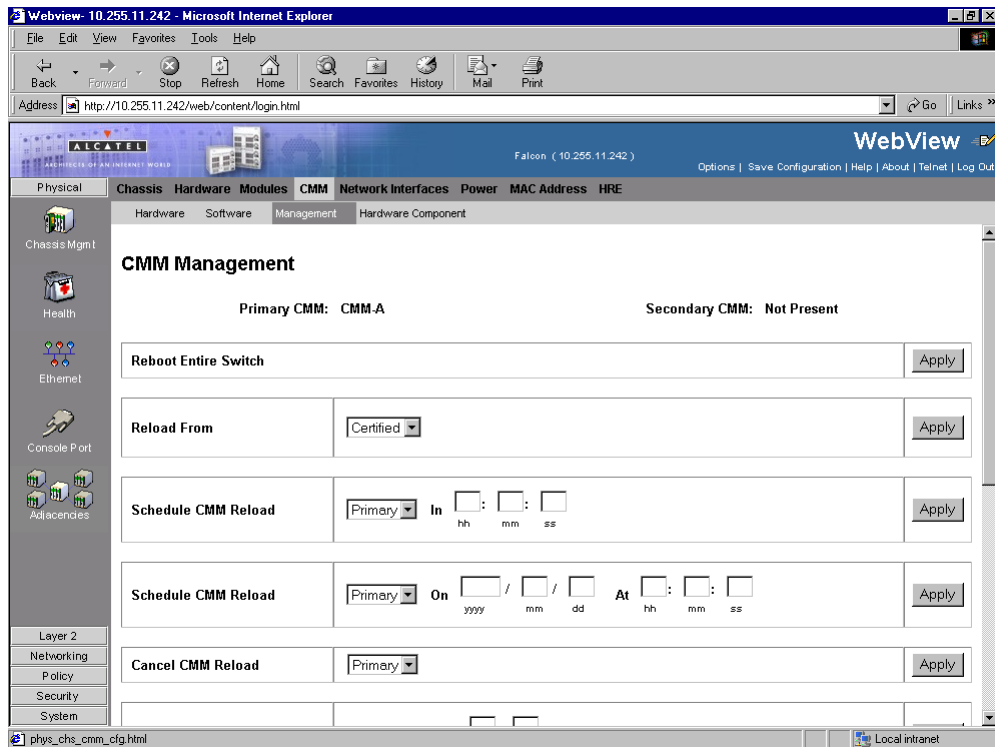 Webview- 10.255.11.242 - Microsoft Internet Explorer
File Edit View Favorites Tools Help
Back Forward Stop Refresh Home Search Favorites History Mail Print
Address http://10.255.11.242/web/content/login.html Go Links »
ALCATEL
ARCHITECTS OF AN INTERNET WORLD
Falcon ( 10.255.11.242 )
WebView
Options | Save Configuration | Help | About | Telnet | Log Out
Physical
Chassis Hardware Modules CMM Network Interfaces Power MAC Address HRE
Hardware Software Management Hardware Component
Chassis Mgmt
Health
Ethernet
Console Port
Adjacencies
Layer 2
Networking
Policy
Security
System
CMM Management
Primary CMM: CMM-A Secondary CMM: Not Present
Reboot Entire Switch Apply
Reload From Certified Apply
Schedule CMM Reload Primary In : : Apply
hh mm ss
Schedule CMM Reload Primary On / / At : : Apply
yyyy mm dd hh mm ss
Cancel CMM Reload Primary Apply
phys_chs_cmm_cfg.html Local intranet